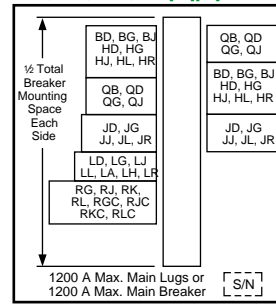 ½ Total
Breaker
Mounting
Space
Each
Side
BD, BG, BJ
HD, HG
HJ, HL, HR
QB, QD
QG, QJ
JD, JG
JJ, JL, JR
LD, LG, LJ
LL, LA, LH, LR
RG, RJ, RK,
RL, RGC, RJC
RKC, RLC
QB, QD
QG, QJ
BD, BG, BJ
HD, HG
HJ, HL, HR
JD, JG
JJ, JL, JR
1200 A Max. Main Lugs or
1200 A Max. Main Breaker
S/N